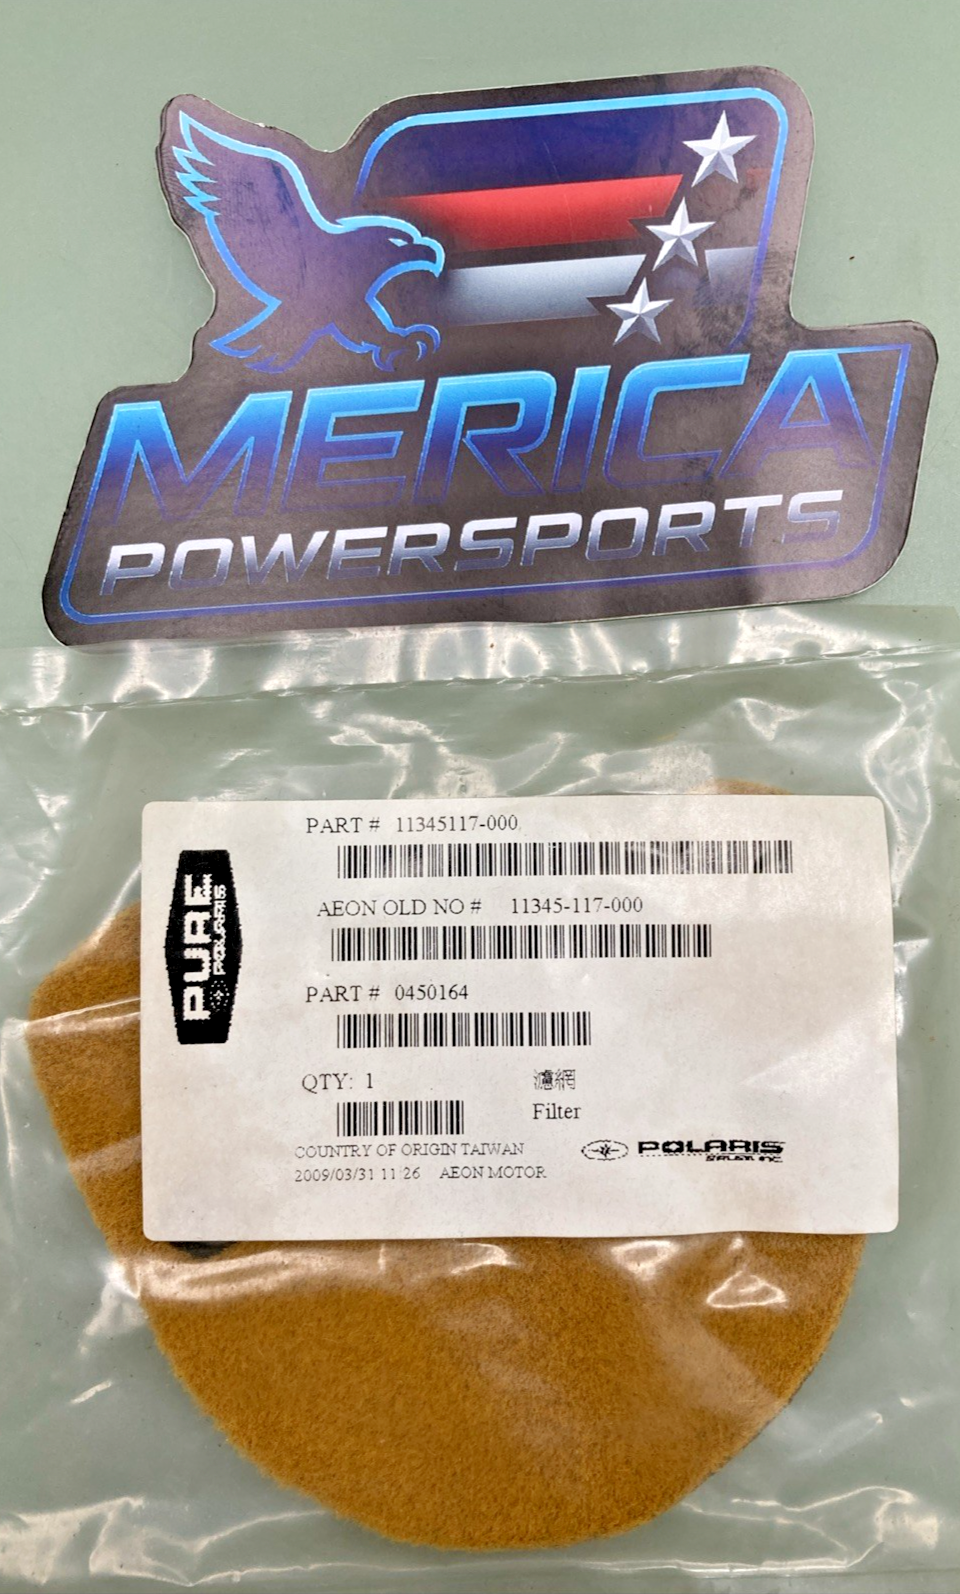 MERICA
POWERSPORTS
PART # 11345117-000
AEON OLD NO # 11345-117-000
PART # 0450164
QTY: 1
濾網
Filter
COUNTRY OF ORIGIN TAIWAN
2009/03/31 11:26 AEON MOTOR
POLARIS
PURE
POLARIS